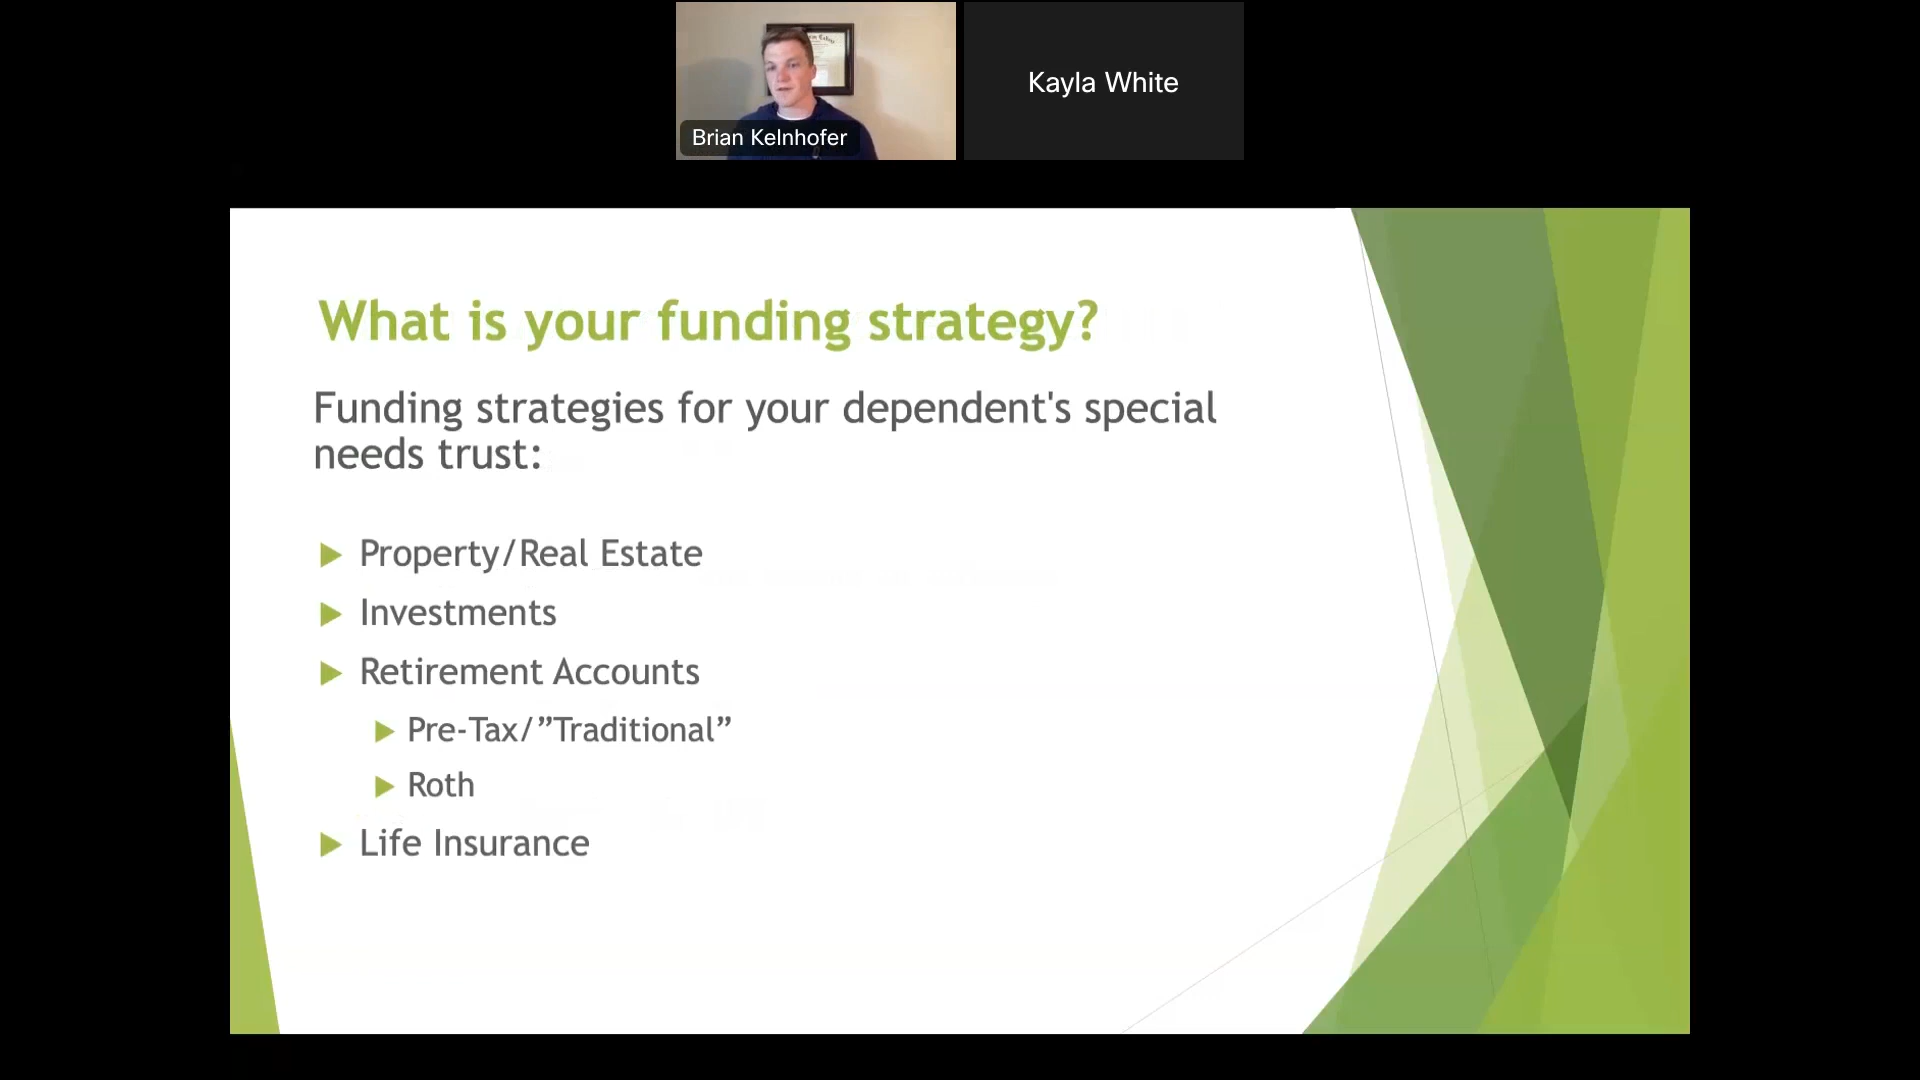 Brian Kelnhofer
Kayla White
What is your funding strategy?
Funding strategies for your dependent's special
needs trust:
Property/Real Estate
Investments
Retirement Accounts
Pre-Tax/”Traditional”
Roth
Life Insurance